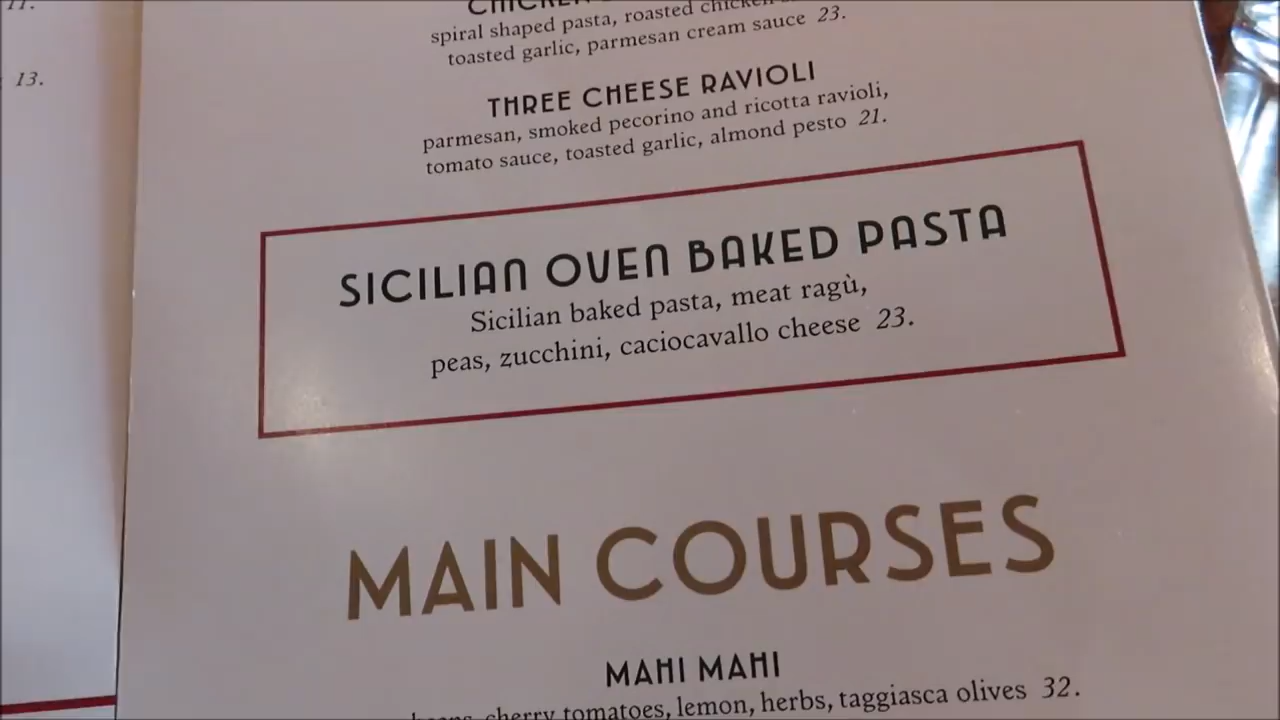 11.
13.
CHICKEN
spiral shaped pasta, roasted chicken
toasted garlic, parmesan cream sauce 23.
THREE CHEESE RAVIOLI
parmesan, smoked pecorino and ricotta ravioli,
tomato sauce, toasted garlic, almond pesto 21.
SICILIAN OVEN BAKED PASTA
Sicilian baked pasta, meat ragù,
peas, zucchini, caciocavallo cheese 23.
MAIN COURSES
MAHI MAHI
cherry tomatoes, lemon, herbs, taggiasca olives 32.